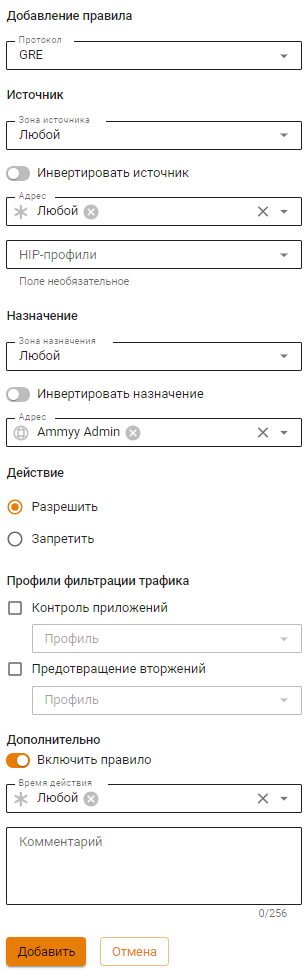 Добавление правила
Протокол
GRE
Источник
Зона источника
Любой
Инвертировать источник
Адрес
Любой
HIP-профили
Поле необязательное
Назначение
Зона назначения
Любой
Инвертировать назначение
Адрес
Ammyy Admin
Действие
Разрешить
Запретить
Профили фильтрации трафика
Контроль приложений
Профиль
Предотвращение вторжений
Профиль
Дополнительно
Включить правило
Время действия
Любой
Комментарий
0/256
Добавить
Отмена